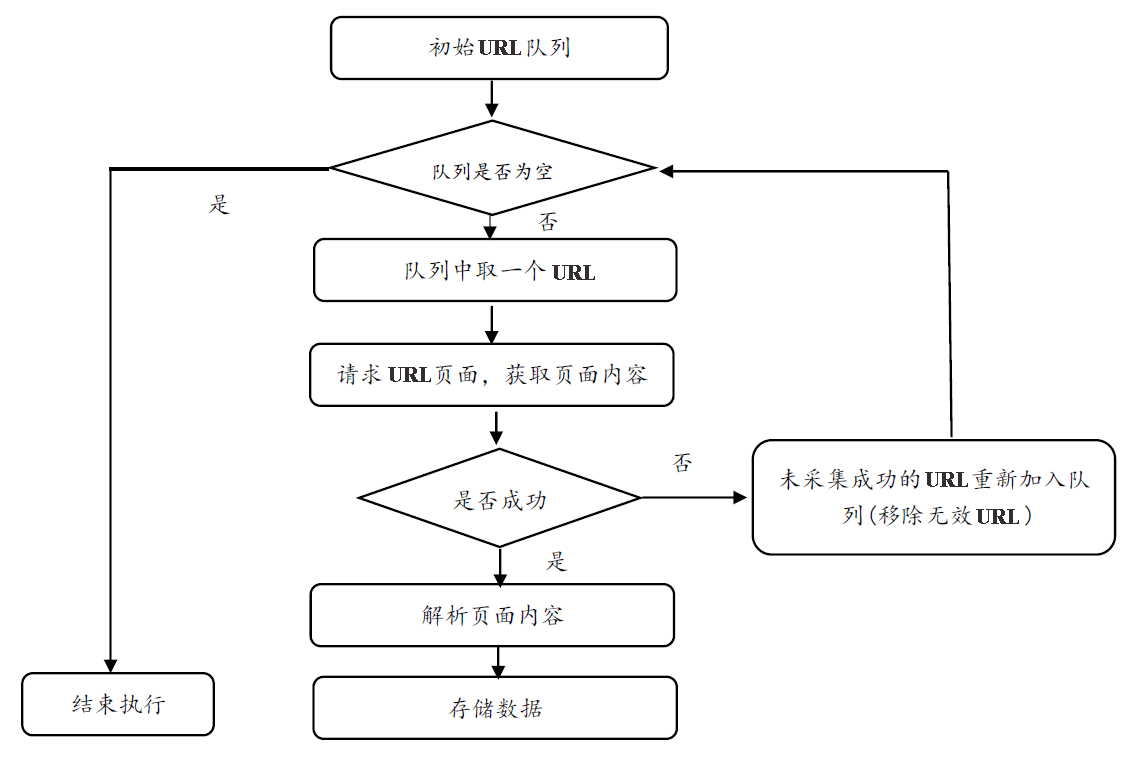 初始URL队列
队列是否为空
是
否
队列中取一个 URL
请求URL页面，获取页面内容
是否成功
否
未采集成功的URL重新加入队
列(移除无效URL)
是
解析页面内容
结束执行
存储数据